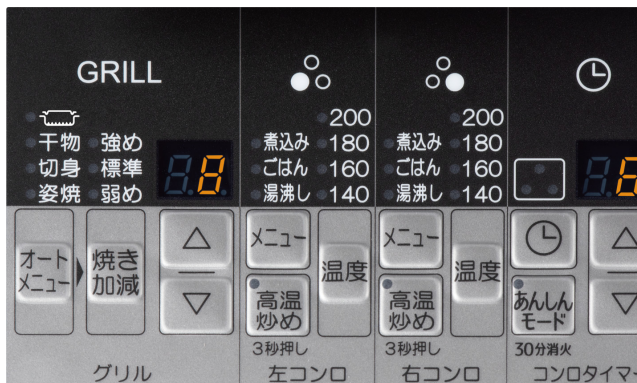 GRILL
干物 強め
切身 標準
姿焼 弱め
8
オート
メニュー
焼き
加減
グリル
200
煮込み 180
ごはん 160
湯沸し 140
メニュー
温度
高温
炒め
3秒押し
左コンロ
200
煮込み 180
ごはん 160
湯沸し 140
メニュー
温度
高温
炒め
3秒押し
右コンロ
あんしん
モード
30分消火
コンロタイマ